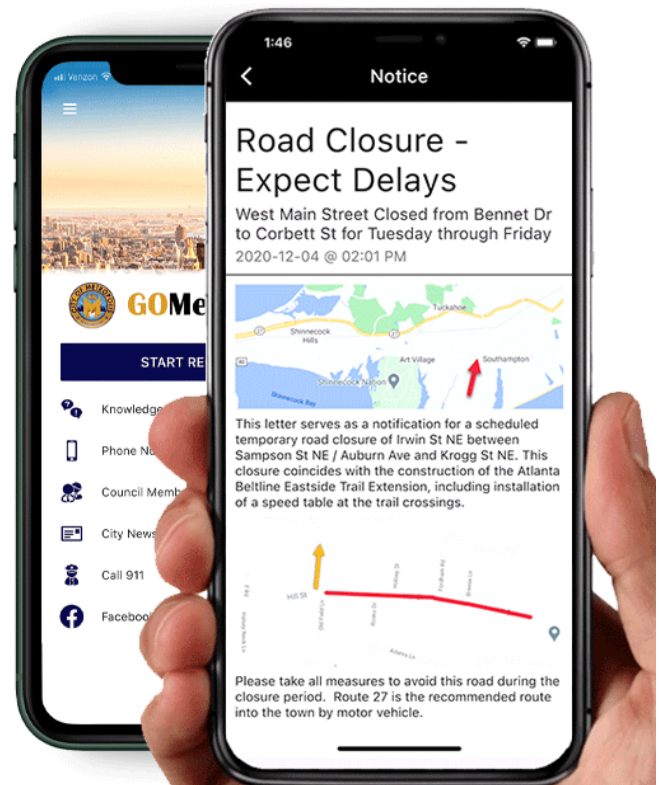 Verizon
GOMe
START RE
Knowledge
Phone Nu
Council Memb
City News
Call 911
Facebook
1:46
Notice
Road Closure -
Expect Delays
West Main Street Closed from Bennet Dr
to Corbett St for Tuesday through Friday
2020-12-04 @ 02:01 PM
Tuckahoe
Shinnecock
Hills
Art Village
Southampton
Shinnecock Nation
Shinnecock Bay
This letter serves as a notification for a scheduled
temporary road closure of Irwin St NE between
Sampson St NE / Auburn Ave and Krogg St NE. This
closure coincides with the construction of the Atlanta
Beltline Eastside Trail Extension, including installation
of a speed table at the trail crossings.
Hill St
Please take all measures to avoid this road during the
closure period. Route 27 is the recommended route
into the town by motor vehicle.